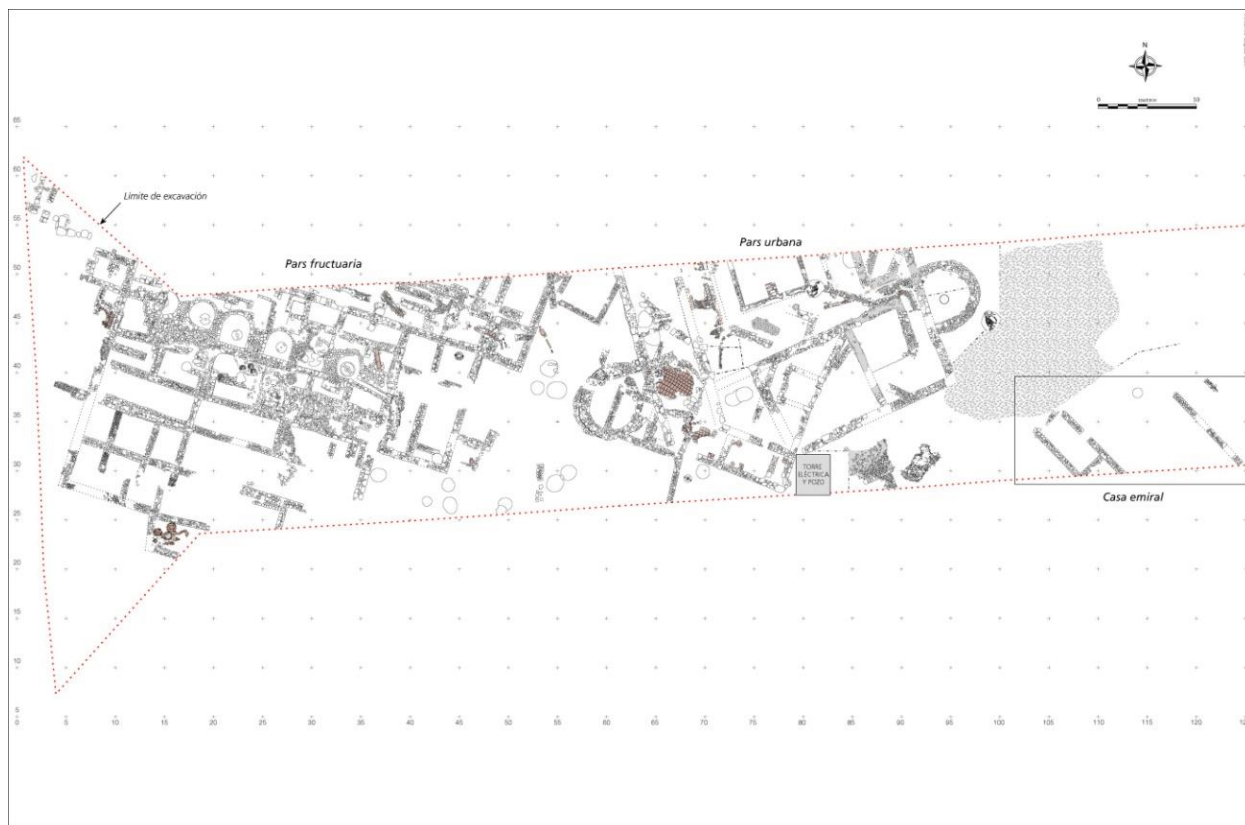 N
0
10
65
60
55
50
45
40
35
30
25
20
15
10
5
Límite de excavación
Pars fructuaria
Pars urbana
TORRE
ELÉCTRICA
Y POZO
Casa emiral
0 5 10 15 20 25 30 35 40 45 50 55 60 65 70 75 80 85 90 95 100 105 110 115 120